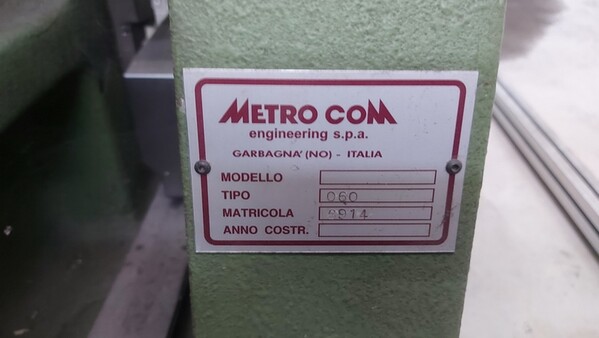 METRO COM
engineering s.p.a.
GARBAGNA' (NO) - ITALIA
MODELLO
TIPO 060
MATRICOLA
ANNO COSTR.